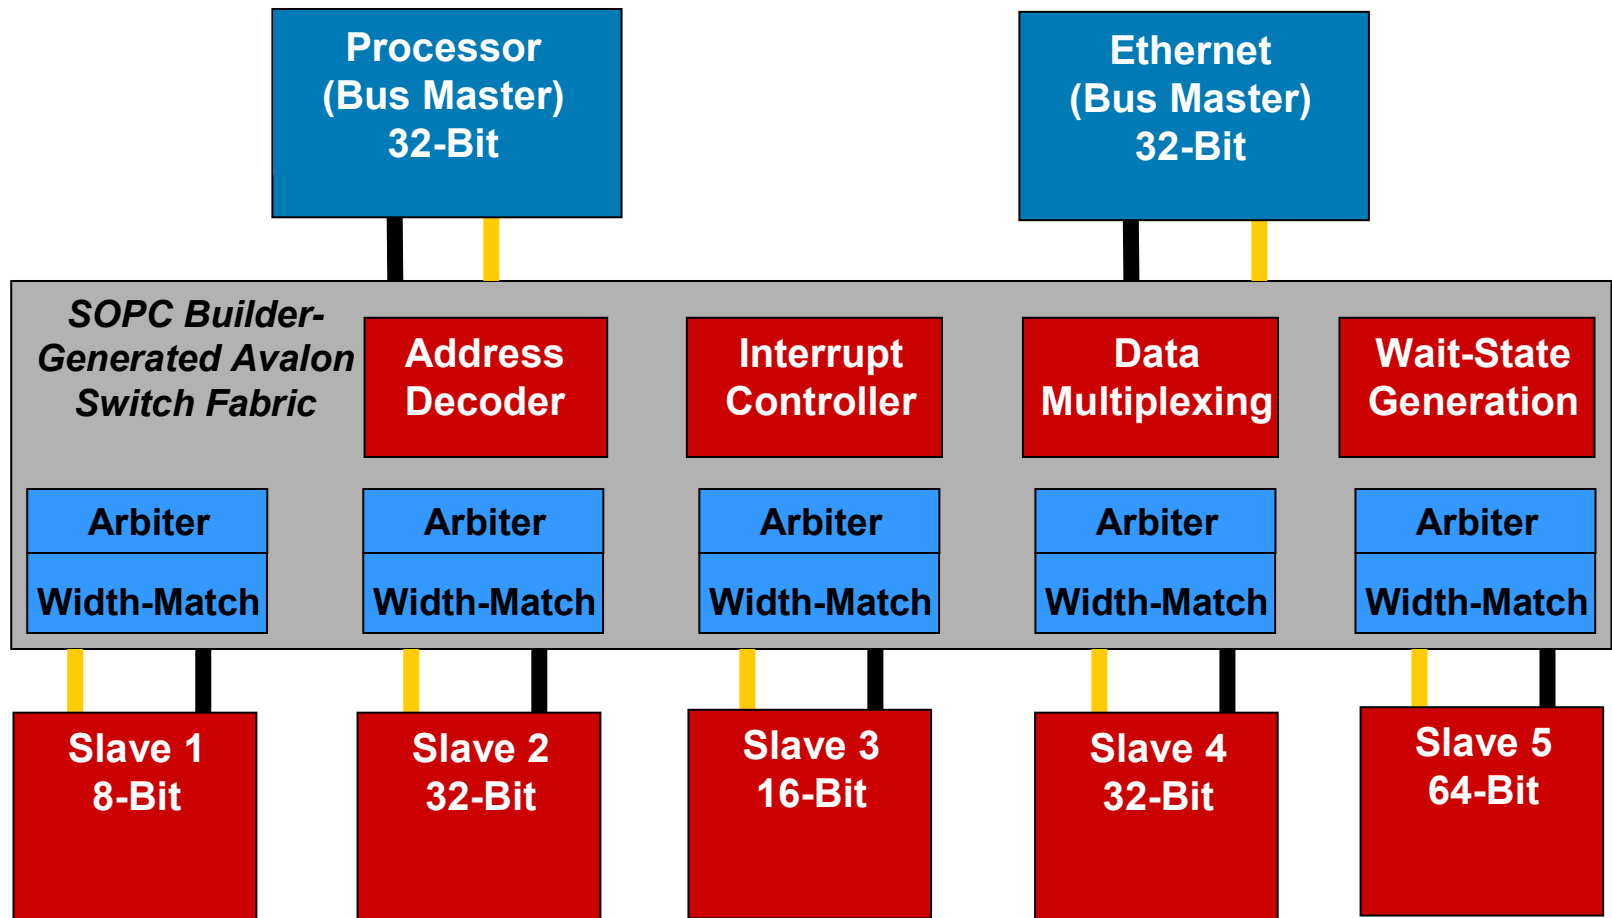 Processor
(Bus Master)
32-Bit
Ethernet
(Bus Master)
32-Bit
SOPC Builder-
Generated Avalon
Switch Fabric
Address
Decoder
Interrupt
Controller
Data
Multiplexing
Wait-State
Generation
Arbiter
Width-Match
Arbiter
Width-Match
Arbiter
Width-Match
Arbiter
Width-Match
Arbiter
Width-Match
Slave 1
8-Bit
Slave 2
32-Bit
Slave 3
16-Bit
Slave 4
32-Bit
Slave 5
64-Bit